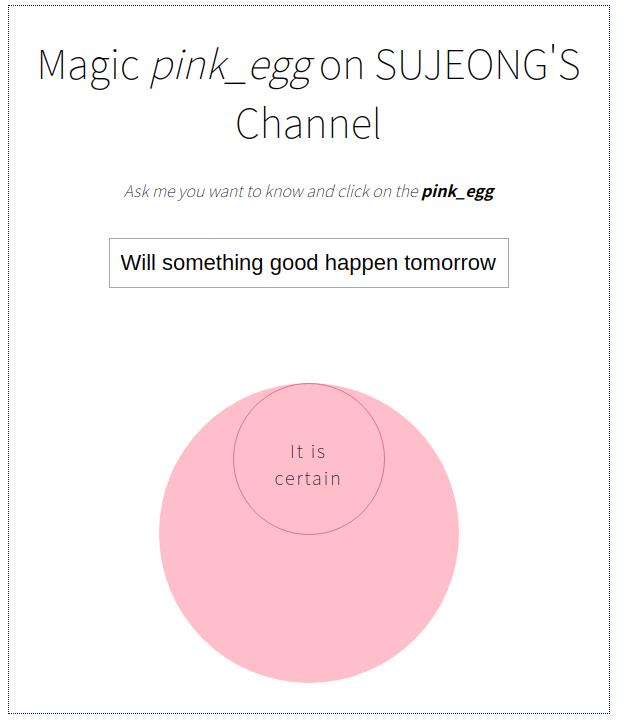 Magic pink_egg on SUJEONG'S
Channel
Ask me you want to know and click on the pink_egg
Will something good happen tomorrow
It is
certain